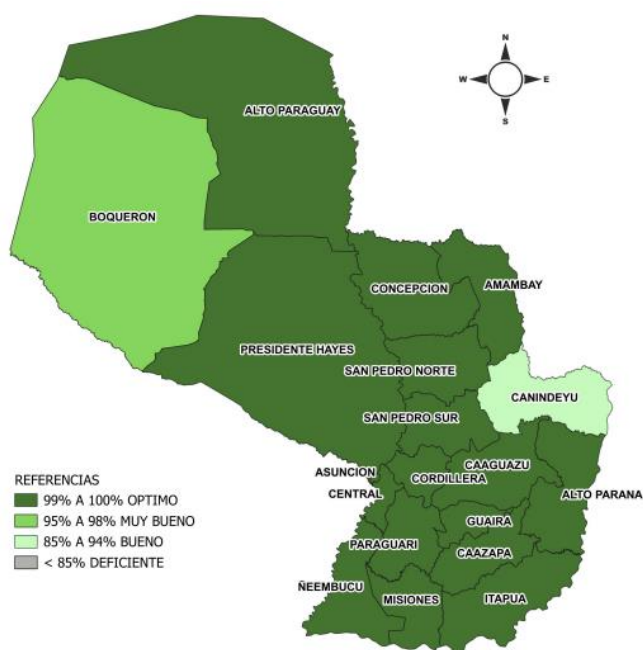 N
W E
S
ALTO PARAGUAY
BOQUERON
CONCEPCION
AMAMBAY
PRESIDENTE HAYES
SAN PEDRO NORTE
CANINDEYU
SAN PEDRO SUR
ASUNCION
CENTRAL
CORDILLERA
CAAGUAZU
ALTO PARANA
GUAIRA
PARAGUARI
CAAZAPA
ÑEEMBUCU
MISIONES
ITAPUA
REFERENCIAS
99% A 100% OPTIMO
95% A 98% MUY BUENO
85% A 94% BUENO
< 85% DEFICIENTE